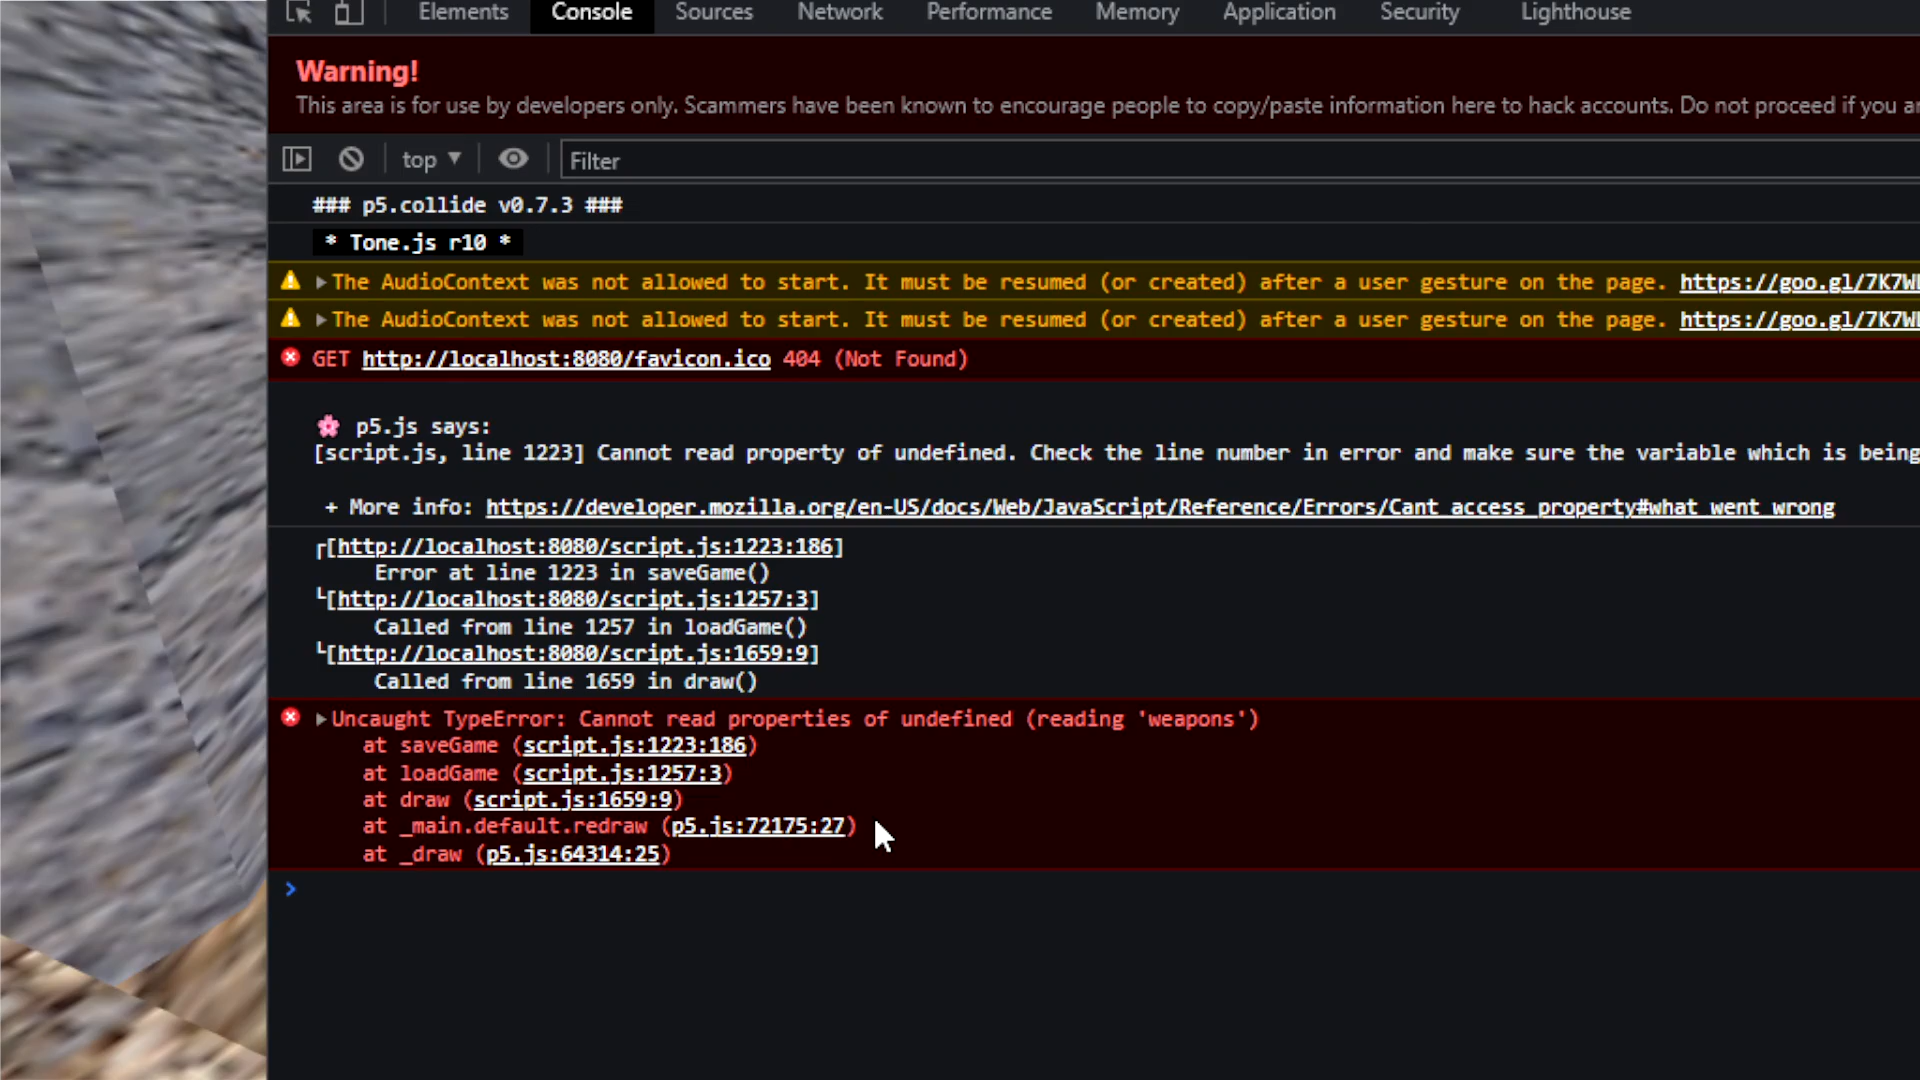 Elements Console Sources Network Performance Memory Application Security Lighthouse
Warning!
This area is for use by developers only. Scammers have been known to encourage people to copy/paste information here to hack accounts. Do not proceed if you
top Filter
### p5.collide v0.7.3 ###
* Tone.js r10 *
The AudioContext was not allowed to start. It must be resumed (or created) after a user gesture on the page. https://goo.gl/7K7W
The AudioContext was not allowed to start. It must be resumed (or created) after a user gesture on the page. https://goo.gl/7K7W
GET http://localhost:8080/favicon.ico 404 (Not Found)
🌸 p5.js says:
[script.js, line 1223] Cannot read property of undefined. Check the line number in error and make sure the variable which is being
+ More info: https://developer.mozilla.org/en-US/docs/Web/JavaScript/Reference/Errors/Cant_access_property#what_went_wrong
┌[http://localhost:8080/script.js:1223:186]
Error at line 1223 in saveGame()
└[http://localhost:8080/script.js:1257:3]
Called from line 1257 in loadGame()
└[http://localhost:8080/script.js:1659:9]
Called from line 1659 in draw()
Uncaught TypeError: Cannot read properties of undefined (reading 'weapons')
at saveGame (script.js:1223:186)
at loadGame (script.js:1257:3)
at draw (script.js:1659:9)
at _main.default.redraw (p5.js:72175:27)
at _draw (p5.js:64314:25)
>